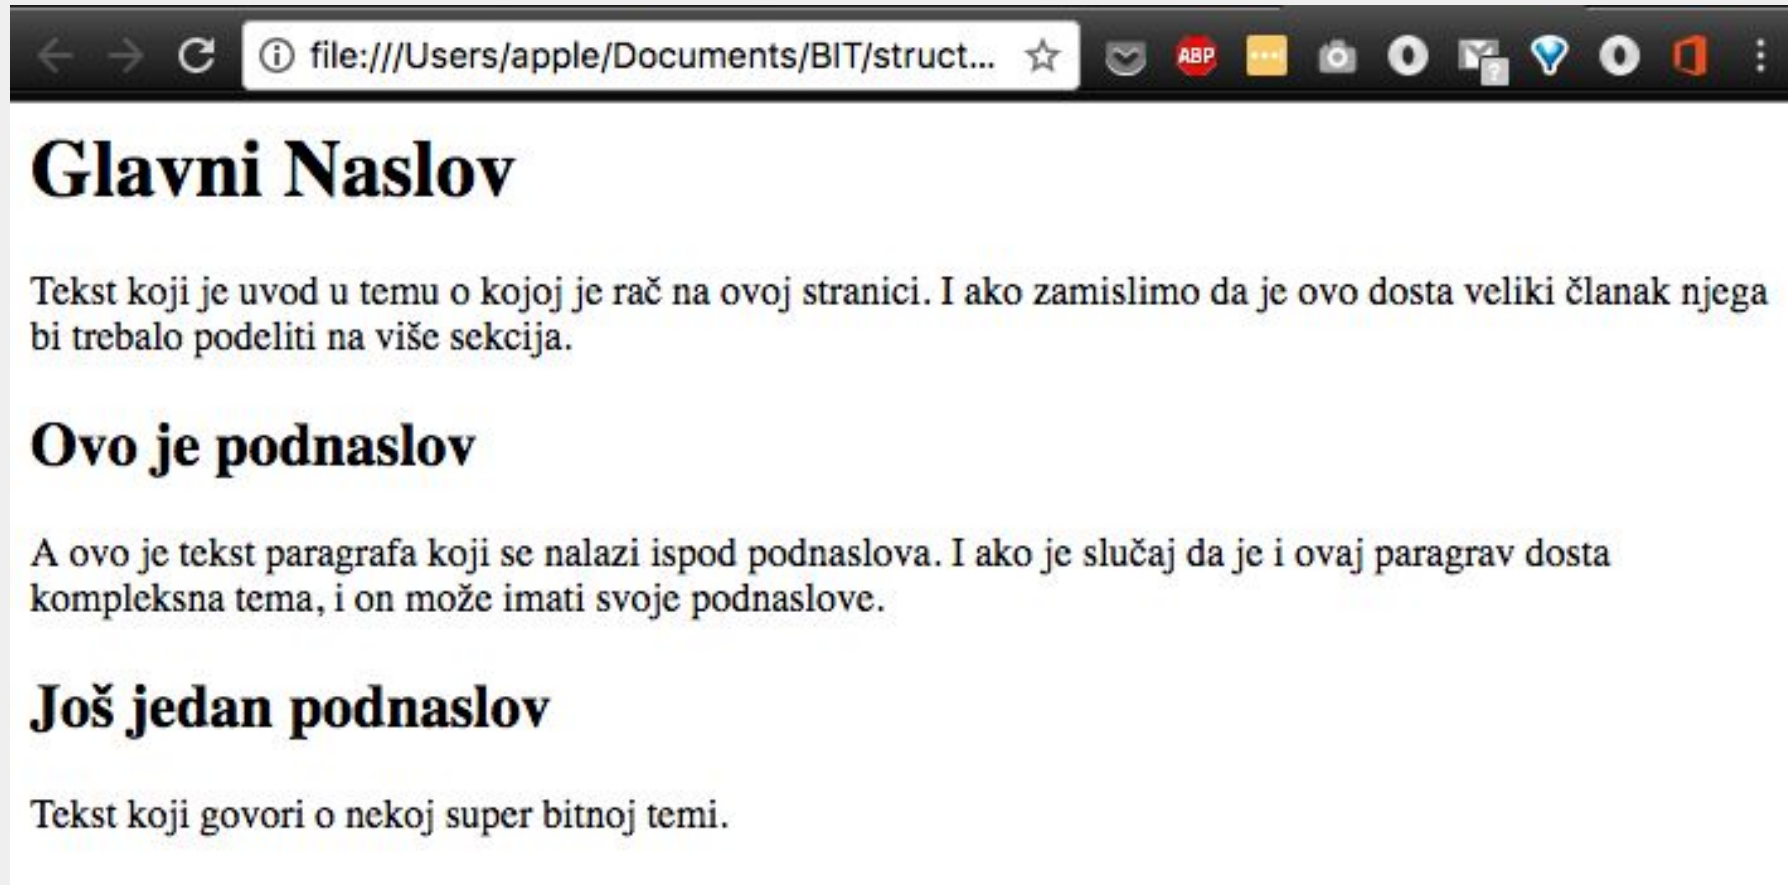 file:///Users/apple/Documents/BIT/struct...
ABP
Glavni Naslov
Tekst koji je uvod u temu o kojoj je rač na ovoj stranici. I ako zamislimo da je ovo dosta veliki članak njega
bi trebalo podeliti na više sekcija.
Ovo je podnaslov
A ovo je tekst paragrafa koji se nalazi ispod podnaslova. I ako je slučaj da je i ovaj paragrav dosta
kompleksna tema, i on može imati svoje podnaslove.
Još jedan podnaslov
Tekst koji govori o nekoj super bitnoj temi.